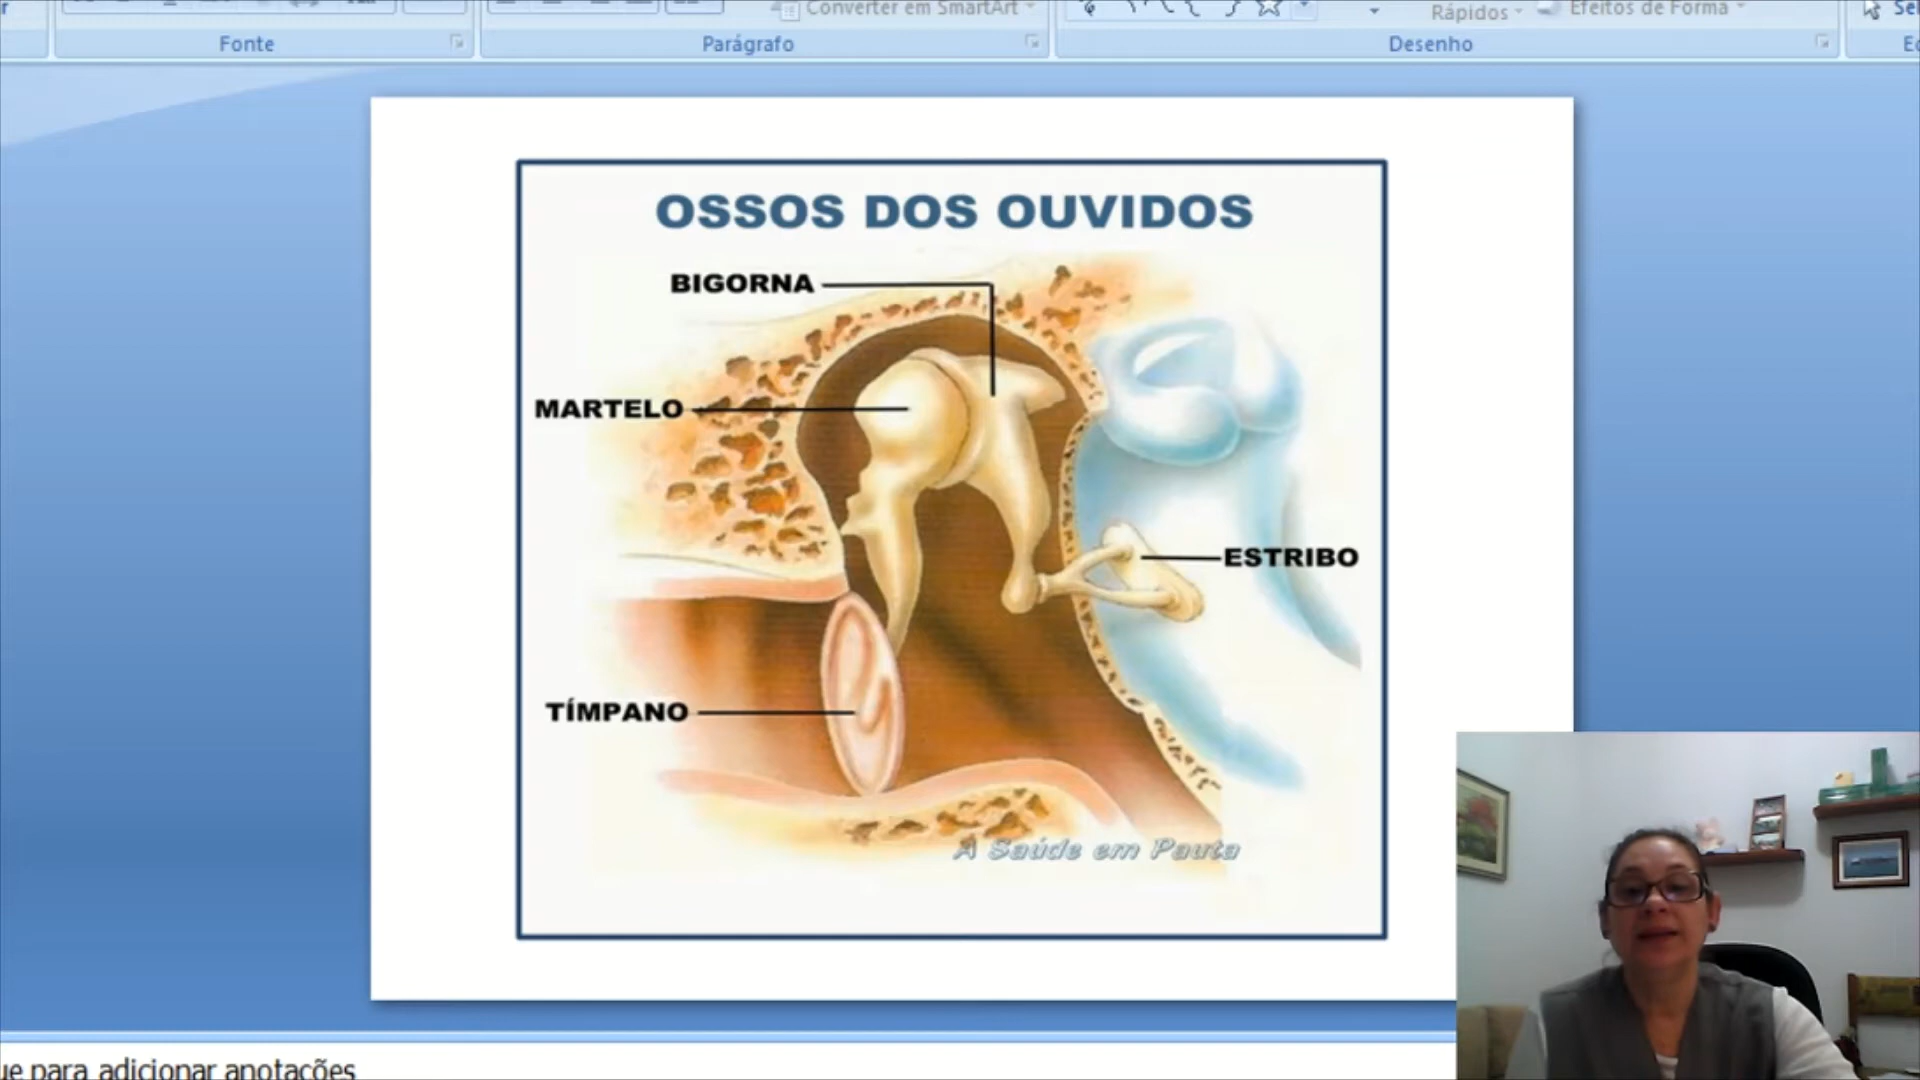 Converter em SmartArt
Rápidos
Efeitos de Forma
Fonte
Parágrafo
Desenho
OSSOS DOS OUVIDOS
BIGORNA
MARTELO
ESTRIBO
TÍMPANO
A Saúde em Pauta
para adicionar anotações